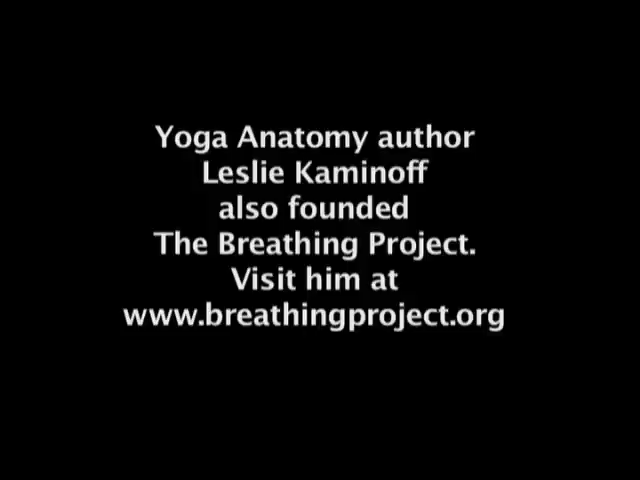 Yoga Anatomy author
Leslie Kaminoff
also founded
The Breathing Project.
Visit him at
www.breathingproject.org